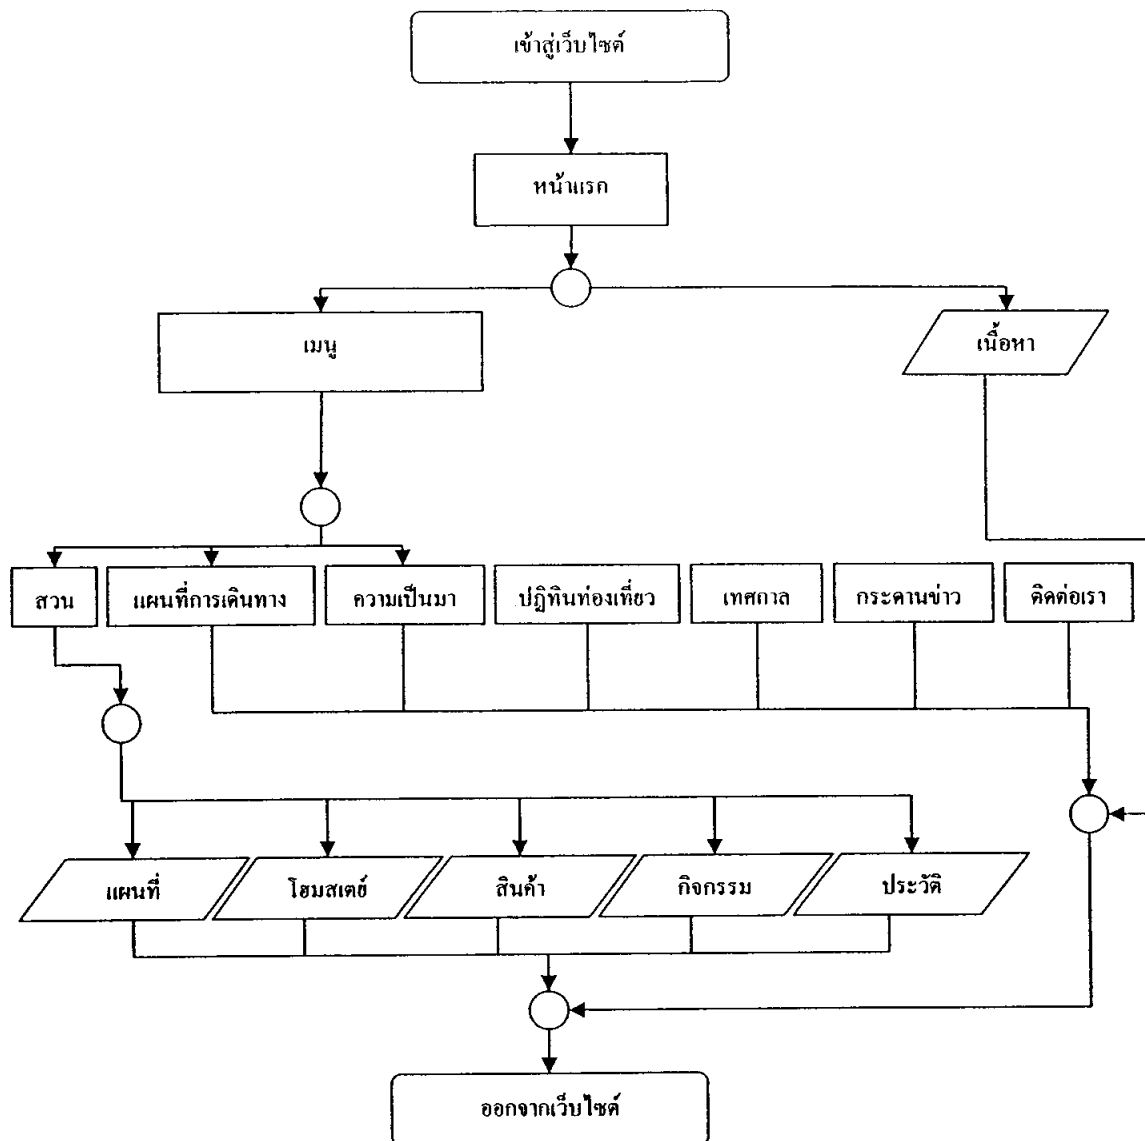 เข้าสู่เว็บไซต์
หน้าแรก
เมนู
เนื้อหา
สวน
แผนที่การเดินทาง
ความเป็นมา
ปฏิทินท่องเที่ยว
เทศกาล
กระดานข่าว
ติดต่อเรา
แผนที่
โฮมสเตย์
สินค้า
กิจกรรม
ประวัติ
ออกจากเว็บไซต์